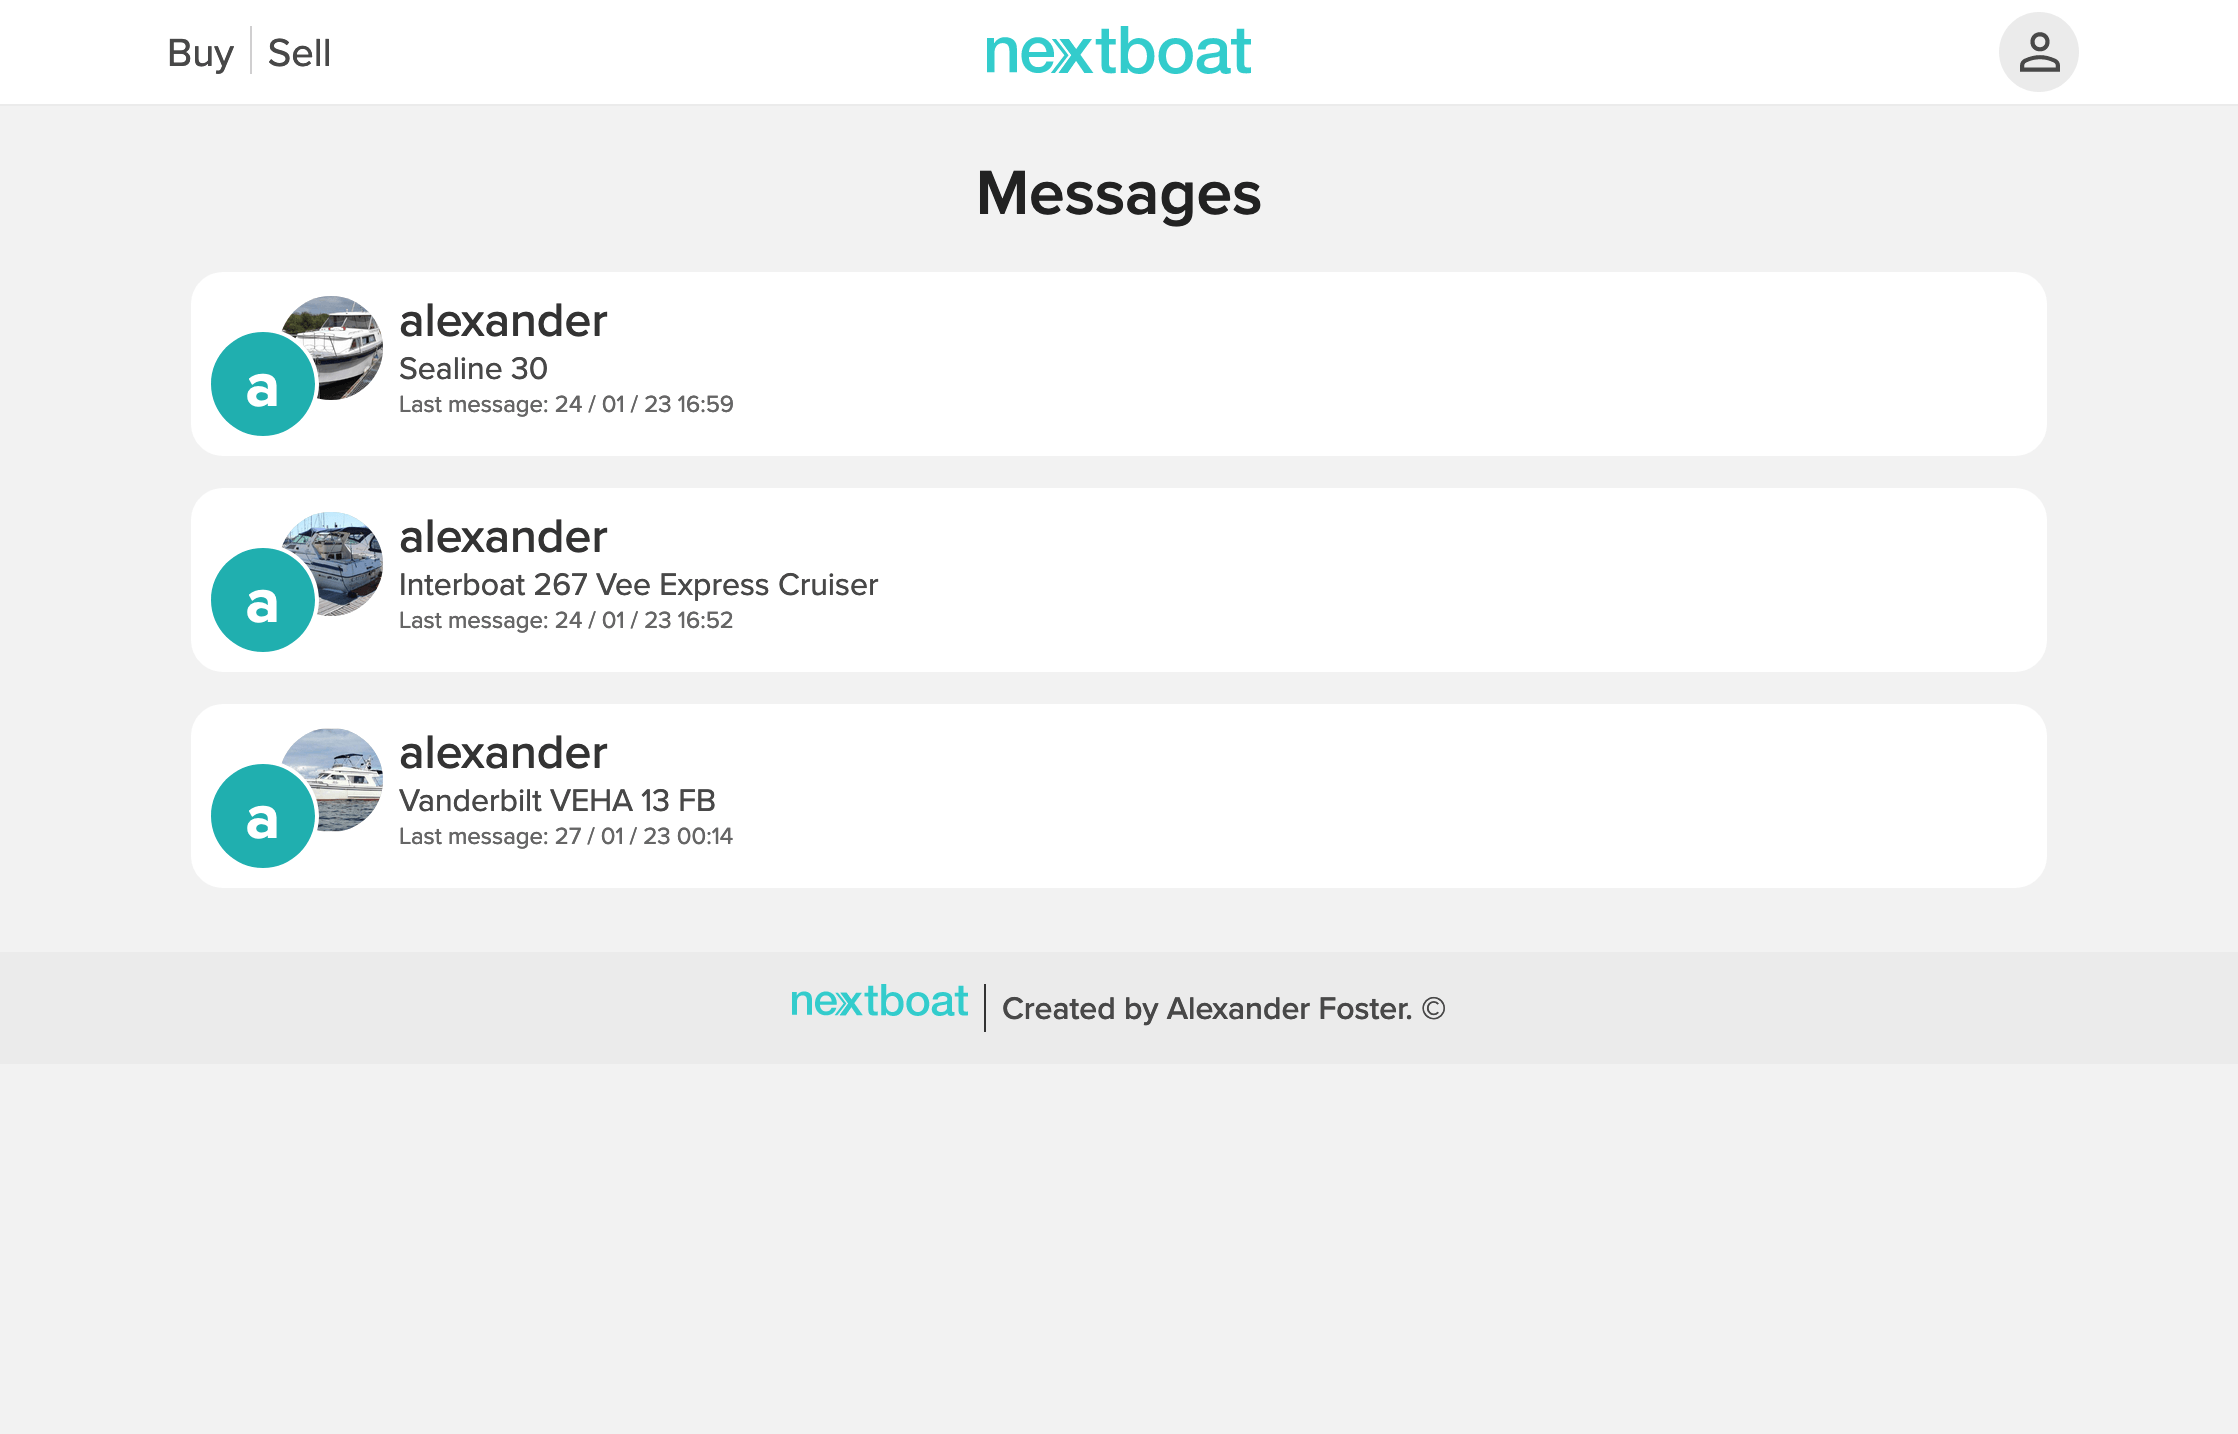 Buy Sell
nextboat
Messages
a
alexander
Sealine 30
Last message: 24 / 01 / 23 16:59
a
alexander
Interboat 267 Vee Express Cruiser
Last message: 24 / 01 / 23 16:52
a
alexander
Vanderbilt VEHA 13 FB
Last message: 27 / 01 / 23 00:14
nextboat Created by Alexander Foster. ©